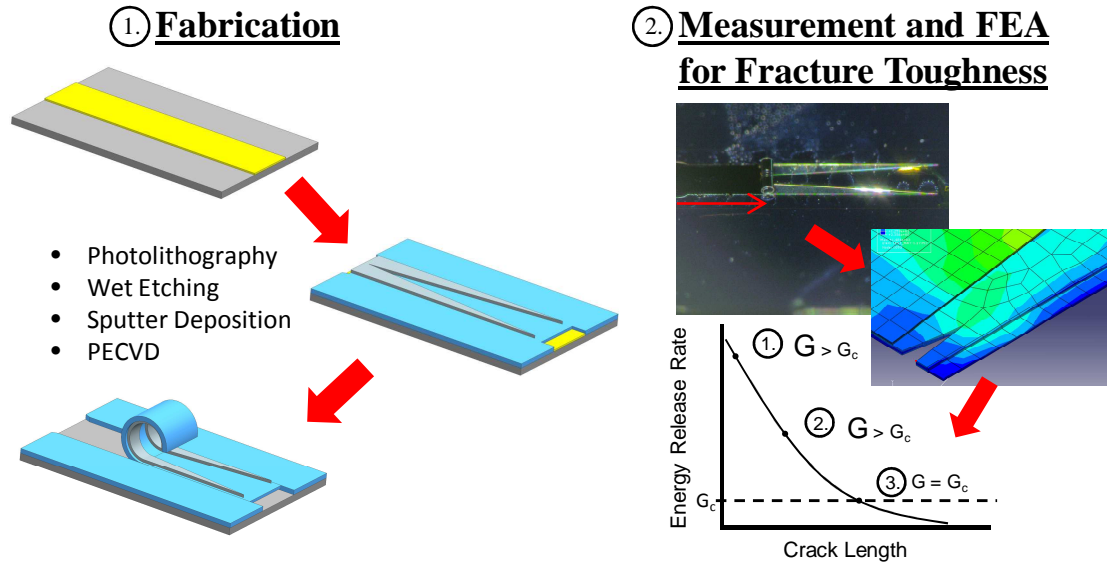 1. Fabrication
Photolithography
Wet Etching
Sputter Deposition
PECVD
2. Measurement and FEA
for Fracture Toughness
Energy Release Rate
1. G > Gc
2. G > Gc
3. G = Gc
Gc
Crack Length